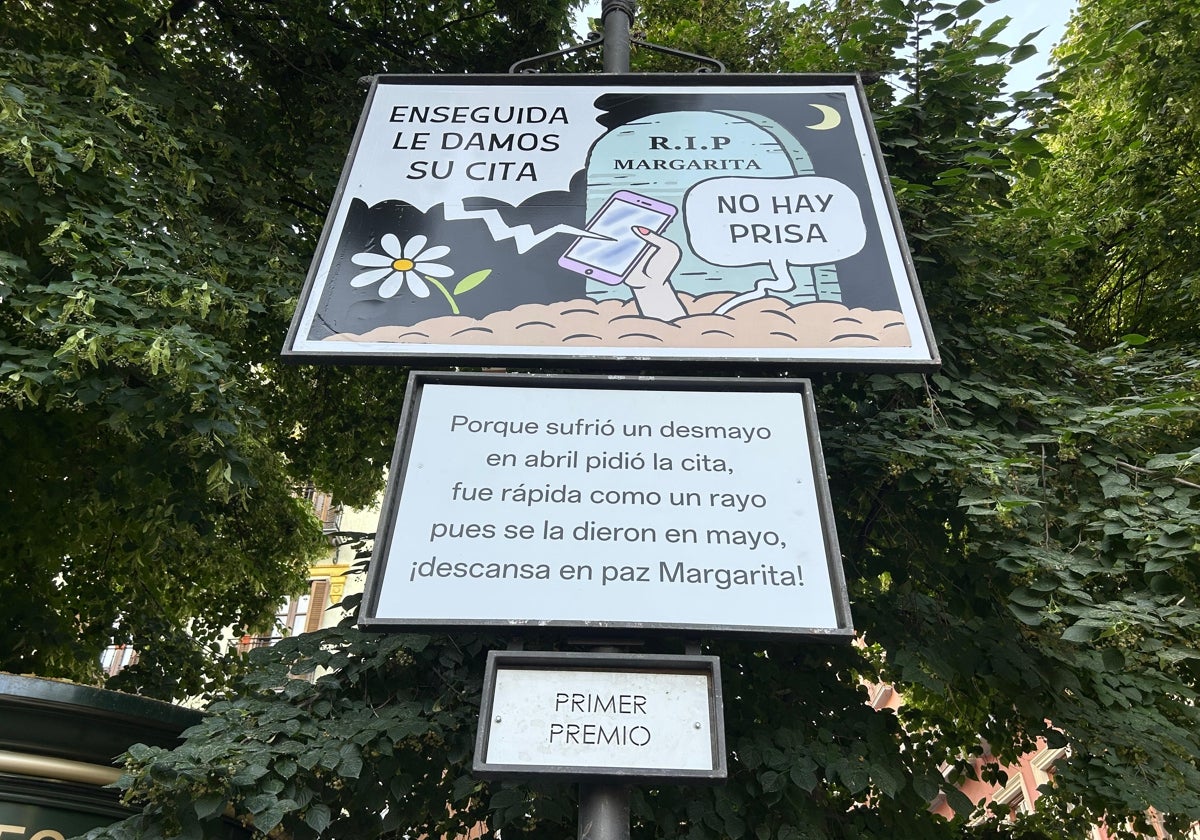 ENSEGUIDA
LE DAMOS
SU CITA
R.I.P
MARGARITA
NO HAY
PRISA
Porque sufrió un desmayo
en abril pidió la cita,
fue rápida como un rayo
pues se la dieron en mayo,
¡descansa en paz Margarita!
PRIMER
PREMIO